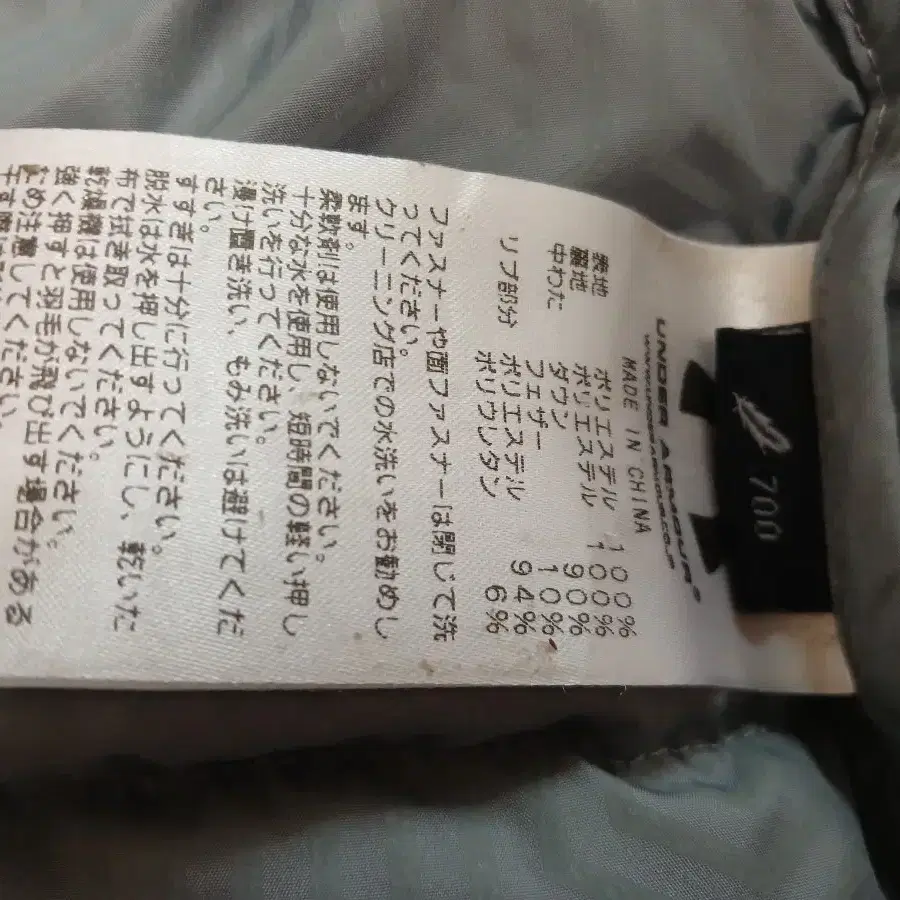 700
UNDER ARMOUR
MADE IN CHINA
表地 ポリエステル 100%
裏地 ポリエステル 100%
中わた ダウン 90%
フェザー 10%
リブ部分 ポリエステル 94%
ポリウレタン 6%
ファスナーや面ファスナーは閉じて洗
ってください。
クリーニング店での水洗いをお勧めし
ます。
柔軟剤は使用しないでください。
十分な水を使用し、短時間の軽い押し
洗いを行ってください。
漬け置き洗い、もみ洗いは避けてくだ
さい。
すすぎは十分に行ってください。
脱水は水を押し出すようにし、乾いた
布で拭き取ってください。
乾燥機は使用しないでください。
強く押すと羽毛が飛び出す場合がある
ため注意してください。